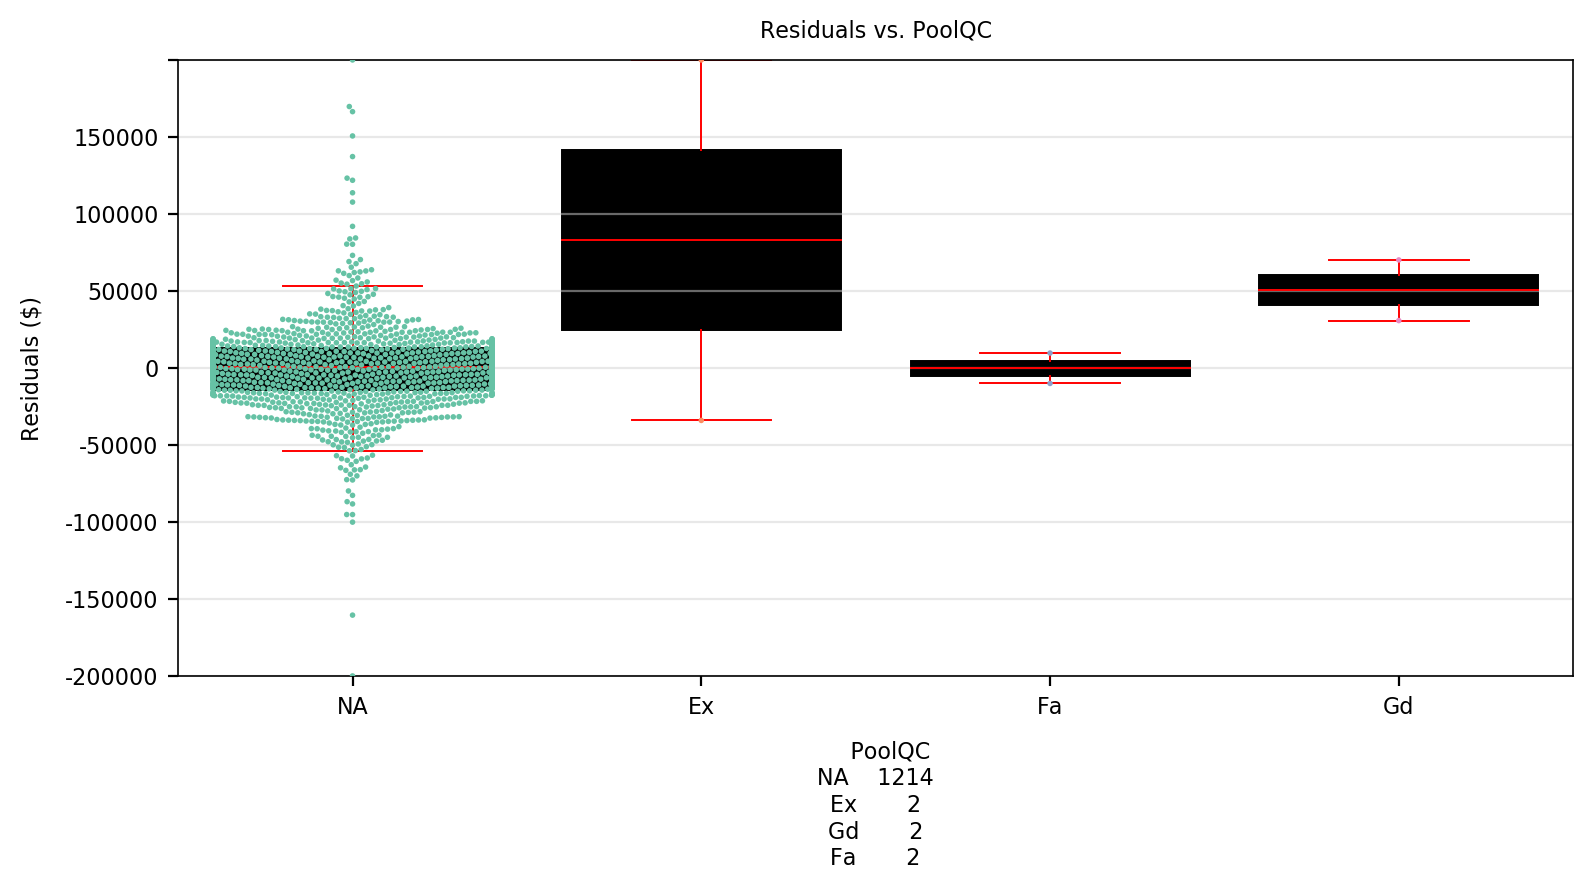 Residuals vs. PoolQC
Residuals ($)
150000
100000
50000
0
-50000
-100000
-150000
-200000
NA Ex Fa Gd
PoolQC
NA 1214
Ex 2
Gd 2
Fa 2